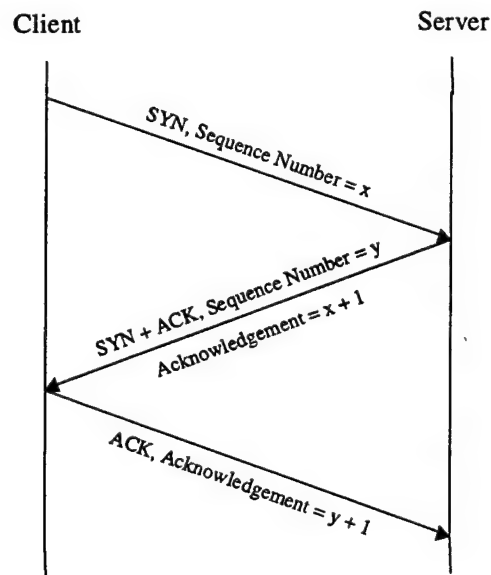 Client
Server
SYN, Sequence Number = x
SYN + ACK, Sequence Number = y
Acknowledgement = x + 1
ACK, Acknowledgement = y + 1